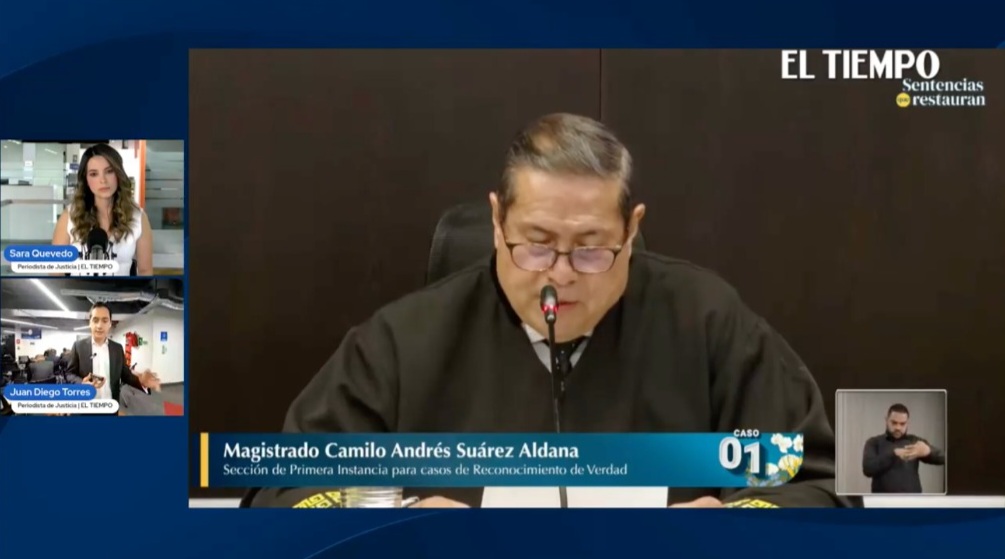 EL TIEMPO
Sentencias
que restauran
Sara Quevedo
Periodista de Justicia | EL TIEMPO
Juan Diego Torres
Periodista de Justicia | EL TIEMPO
Magistrado Camilo Andrés Suárez Aldana
Sección de Primera Instancia para casos de Reconocimiento de Verdad
CASO
01